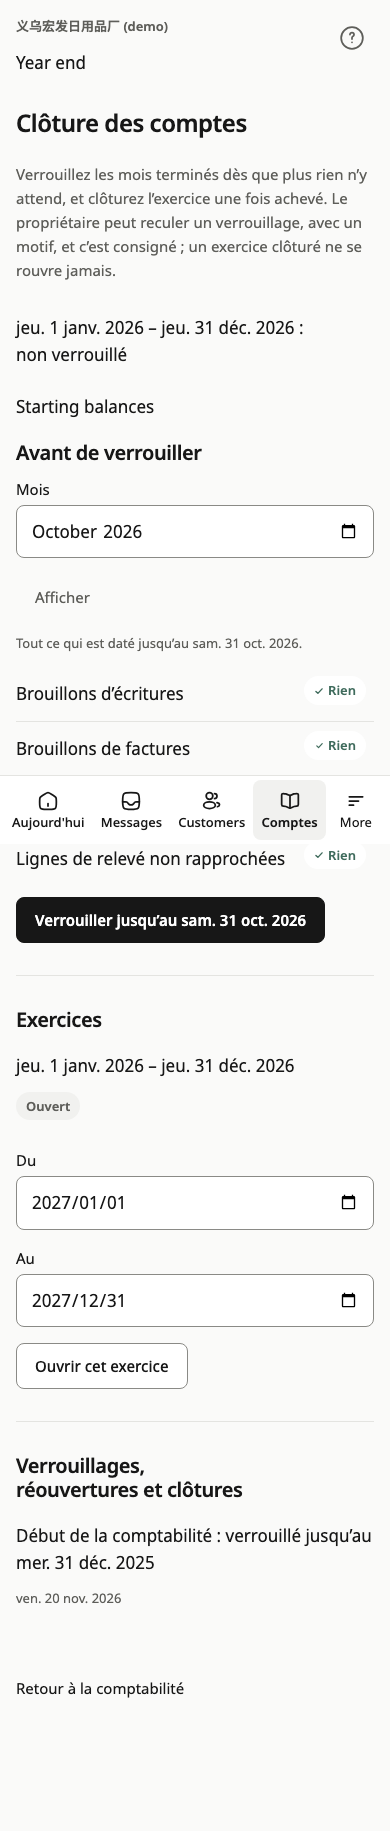 义乌宏发日用品厂 (demo)
Year end
Clôture des comptes
Verrouillez les mois terminés dès que plus rien n’y
attend, et clôturez l’exercice une fois achevé. Le
propriétaire peut reculer un verrouillage, avec un
motif, et c’est consigné ; un exercice clôturé ne se
rouvre jamais.
jeu. 1 janv. 2026 – jeu. 31 déc. 2026 :
non verrouillé
Starting balances
Avant de verrouiller
Mois
October 2026
Afficher
Tout ce qui est daté jusqu’au sam. 31 oct. 2026.
Brouillons d’écritures
Rien
Brouillons de factures
Rien
Aujourd'hui
Messages
Customers
Comptes
More
Lignes de relevé non rapprochées
Rien
Verrouiller jusqu’au sam. 31 oct. 2026
Exercices
jeu. 1 janv. 2026 – jeu. 31 déc. 2026
Ouvert
Du
2027/01/01
Au
2027/12/31
Ouvrir cet exercice
Verrouillages,
réouvertures et clôtures
Début de la comptabilité : verrouillé jusqu’au
mer. 31 déc. 2025
ven. 20 nov. 2026
Retour à la comptabilité